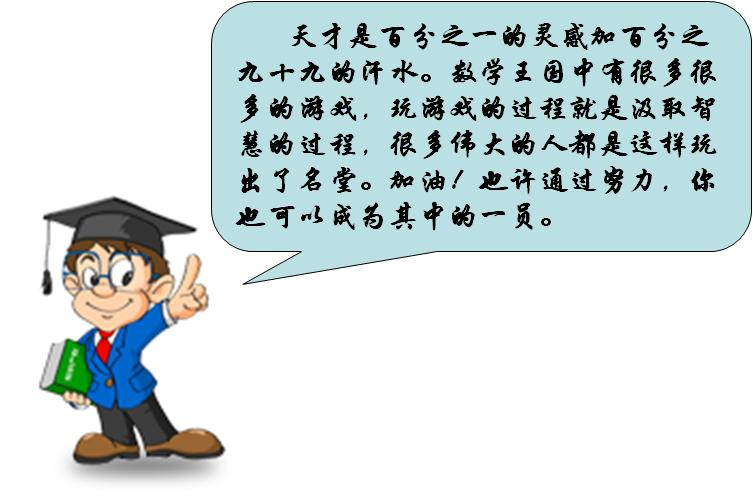 天才是百分之一的灵感加百分之
九十九的汗水。数学王国中有很多很
多的游戏，玩游戏的过程就是汲取智
慧的过程，很多伟大的人都是这样玩
出了名堂。加油！也许通过努力，你
也可以成为其中的一员。